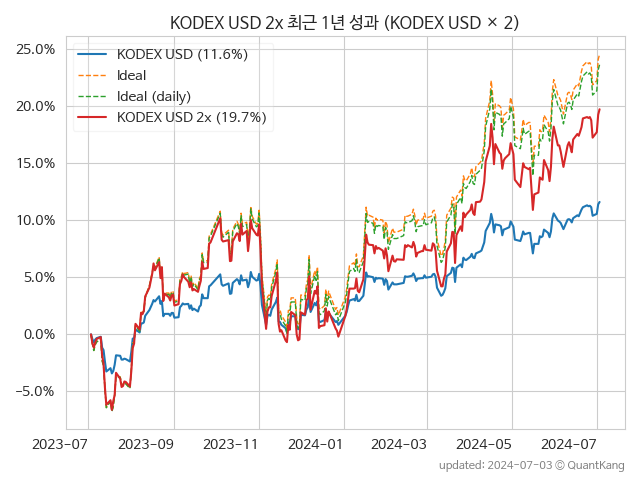 KODEX USD 2x 최근 1년 성과 (KODEX USD × 2)
25.0%
20.0%
15.0%
10.0%
5.0%
0.0%
−5.0%
KODEX USD (11.6%)
Ideal
Ideal (daily)
KODEX USD 2x (19.7%)
2023-07
2023-09
2023-11
2024-01
2024-03
2024-05
2024-07
updated: 2024-07-03 © QuantKang